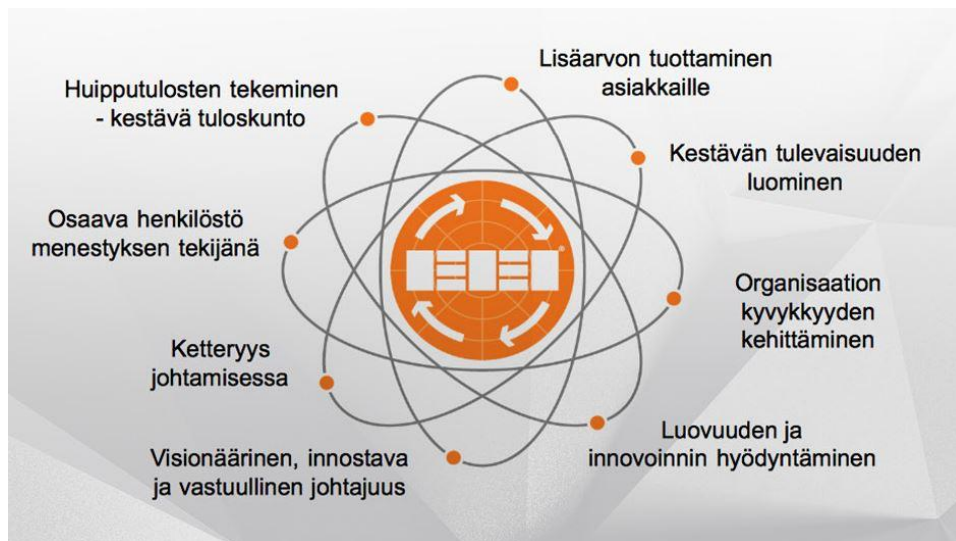 Lisäarvon tuottaminen
asiakkaille
Kestävän tulevaisuuden
luominen
Organisaation
kyvykkyyden
kehittäminen
Luovuuden ja
innovoinnin hyödyntäminen
Visionäärinen, innostava
ja vastuullinen johtajuus
Ketteryys
johtamisessa
Osaava henkilöstö
menestyksen tekijänä
Huipputulosten tekeminen
- kestävä tuloskunto